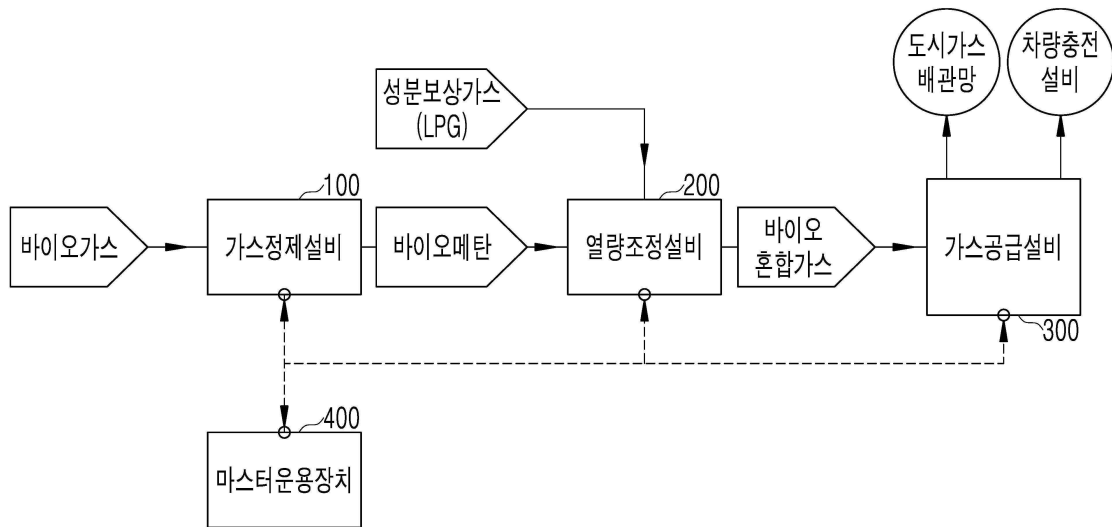 도시가스
배관망
차량충전
설비
성분보상가스
(LPG)
100
200
바이오가스
가스정제설비
바이오메탄
열량조정설비
바이오
혼합가스
가스공급설비
300
400
마스터운용장치